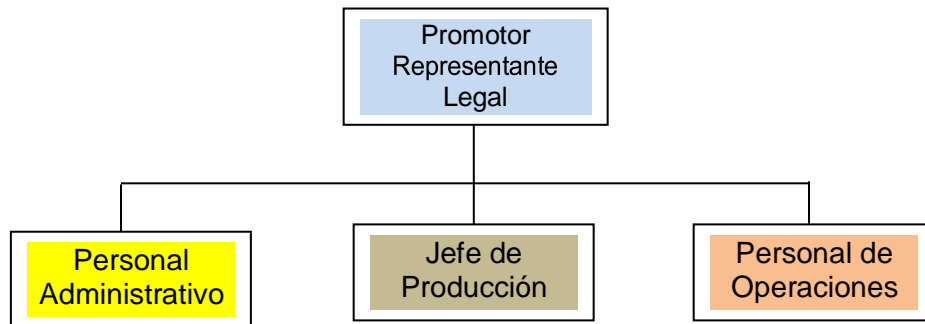 Promotor
Representante
Legal
Personal
Administrativo
Jefe de
Producción
Personal de
Operaciones